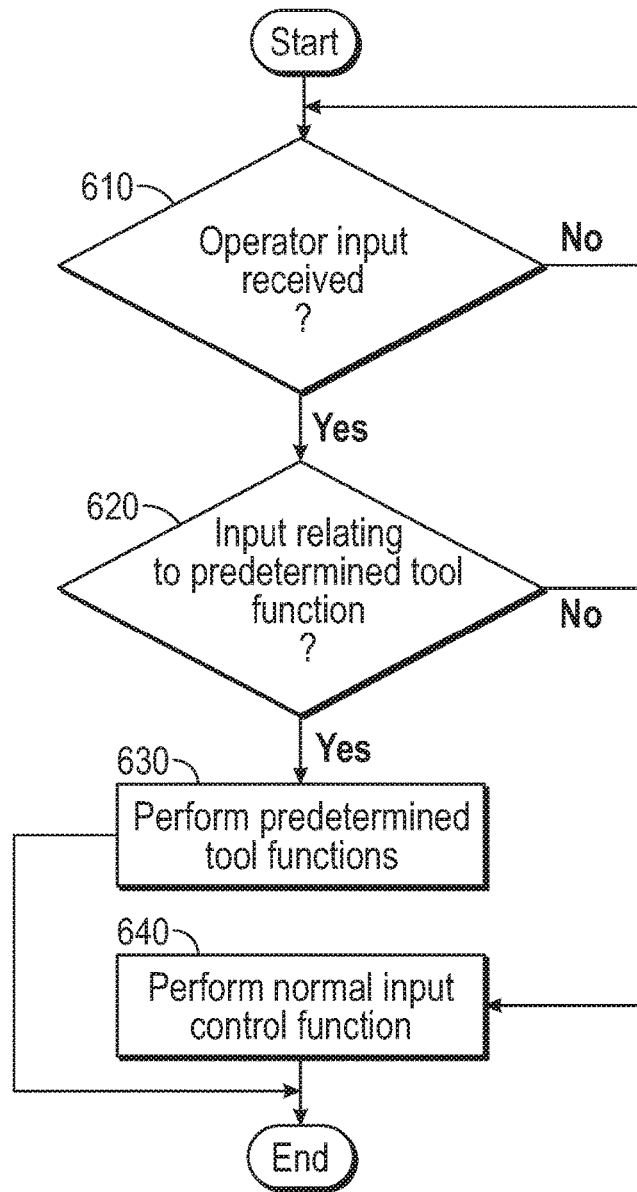 Start
610
Operator input
received
?
No
Yes
620
Input relating
to predetermined tool
function
?
No
Yes
630
Perform predetermined
tool functions
640
Perform normal input
control function
End